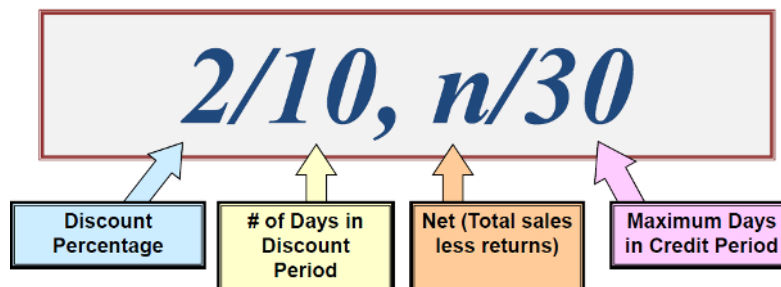 2/10, n/30
Discount
Percentage
# of Days in
Discount
Period
Net (Total sales
less returns)
Maximum Days
in Credit Period